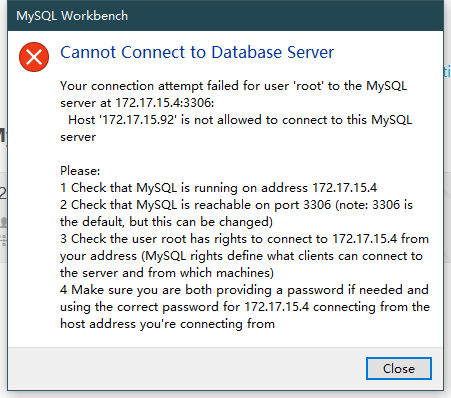 MySQL Workbench
Cannot Connect to Database Server
Your connection attempt failed for user 'root' to the MySQL
server at 172.17.15.4:3306:
Host '172.17.15.92' is not allowed to connect to this MySQL
server
Please:
1 Check that MySQL is running on address 172.17.15.4
2 Check that MySQL is reachable on port 3306 (note: 3306 is
the default, but this can be changed)
3 Check the user root has rights to connect to 172.17.15.4 from
your address (MySQL rights define what clients can connect to
the server and from which machines)
4 Make sure you are both providing a password if needed and
using the correct password for 172.17.15.4 connecting from the
host address you're connecting from
Close